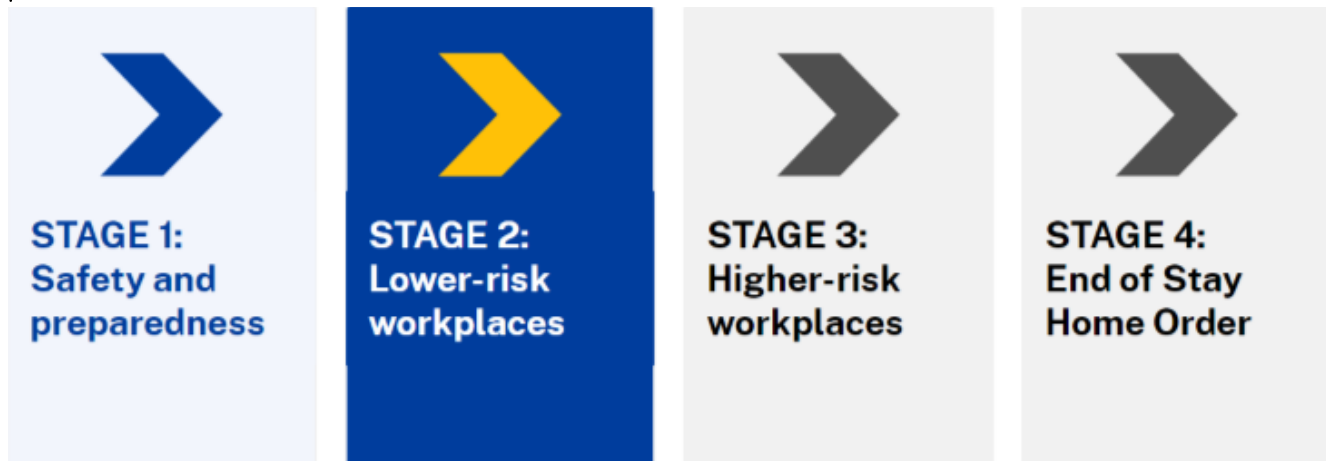 STAGE 1:
Safety and
preparedness
STAGE 2:
Lower-risk
workplaces
STAGE 3:
Higher-risk
workplaces
STAGE 4:
End of Stay
Home Order